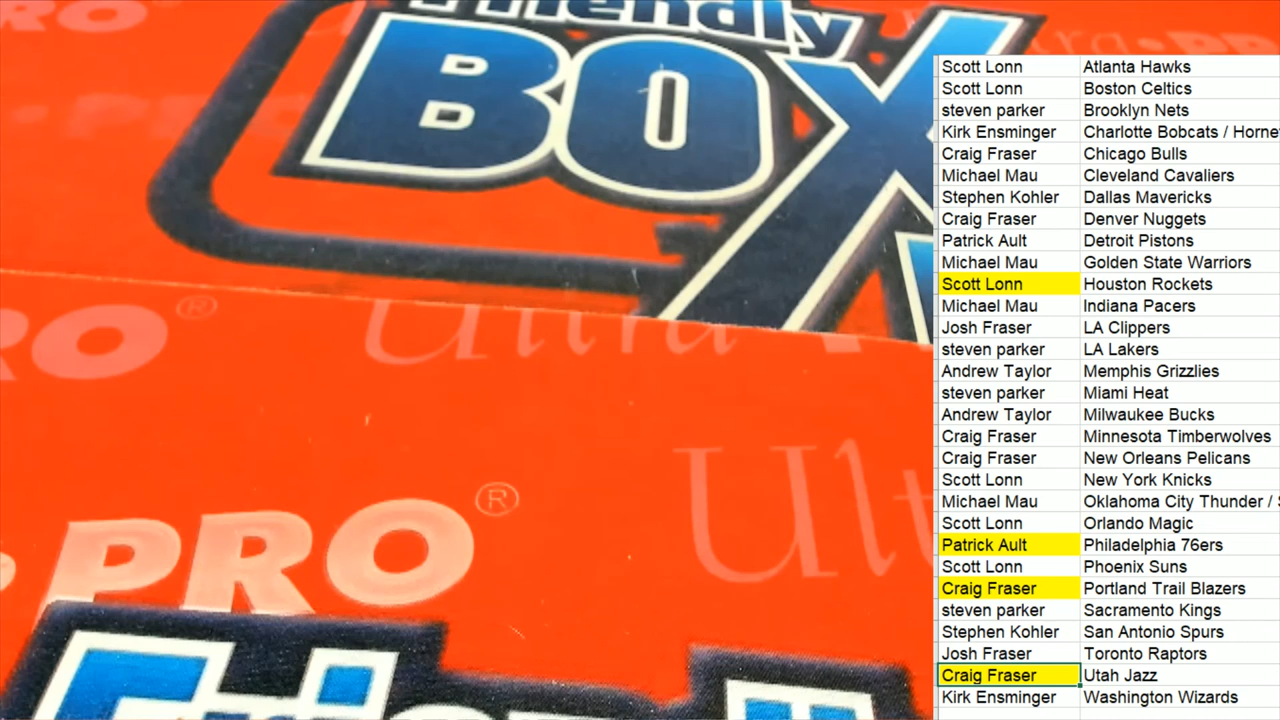 PRO
Friendly
Ultra•PRO
BOX
RO®
Ultra
PRO®
Ult
Scott Lonn Atlanta Hawks
Scott Lonn Boston Celtics
steven parker Brooklyn Nets
Kirk Ensminger Charlotte Bobcats / Horne
Craig Fraser Chicago Bulls
Michael Mau Cleveland Cavaliers
Stephen Kohler Dallas Mavericks
Craig Fraser Denver Nuggets
Patrick Ault Detroit Pistons
Michael Mau Golden State Warriors
Scott Lonn Houston Rockets
Michael Mau Indiana Pacers
Josh Fraser LA Clippers
steven parker LA Lakers
Andrew Taylor Memphis Grizzlies
steven parker Miami Heat
Andrew Taylor Milwaukee Bucks
Craig Fraser Minnesota Timberwolves
Craig Fraser New Orleans Pelicans
Scott Lonn New York Knicks
Michael Mau Oklahoma City Thunder /
Scott Lonn Orlando Magic
Patrick Ault Philadelphia 76ers
Scott Lonn Phoenix Suns
Craig Fraser Portland Trail Blazers
steven parker Sacramento Kings
Stephen Kohler San Antonio Spurs
Josh Fraser Toronto Raptors
Craig Fraser Utah Jazz
Kirk Ensminger Washington Wizards